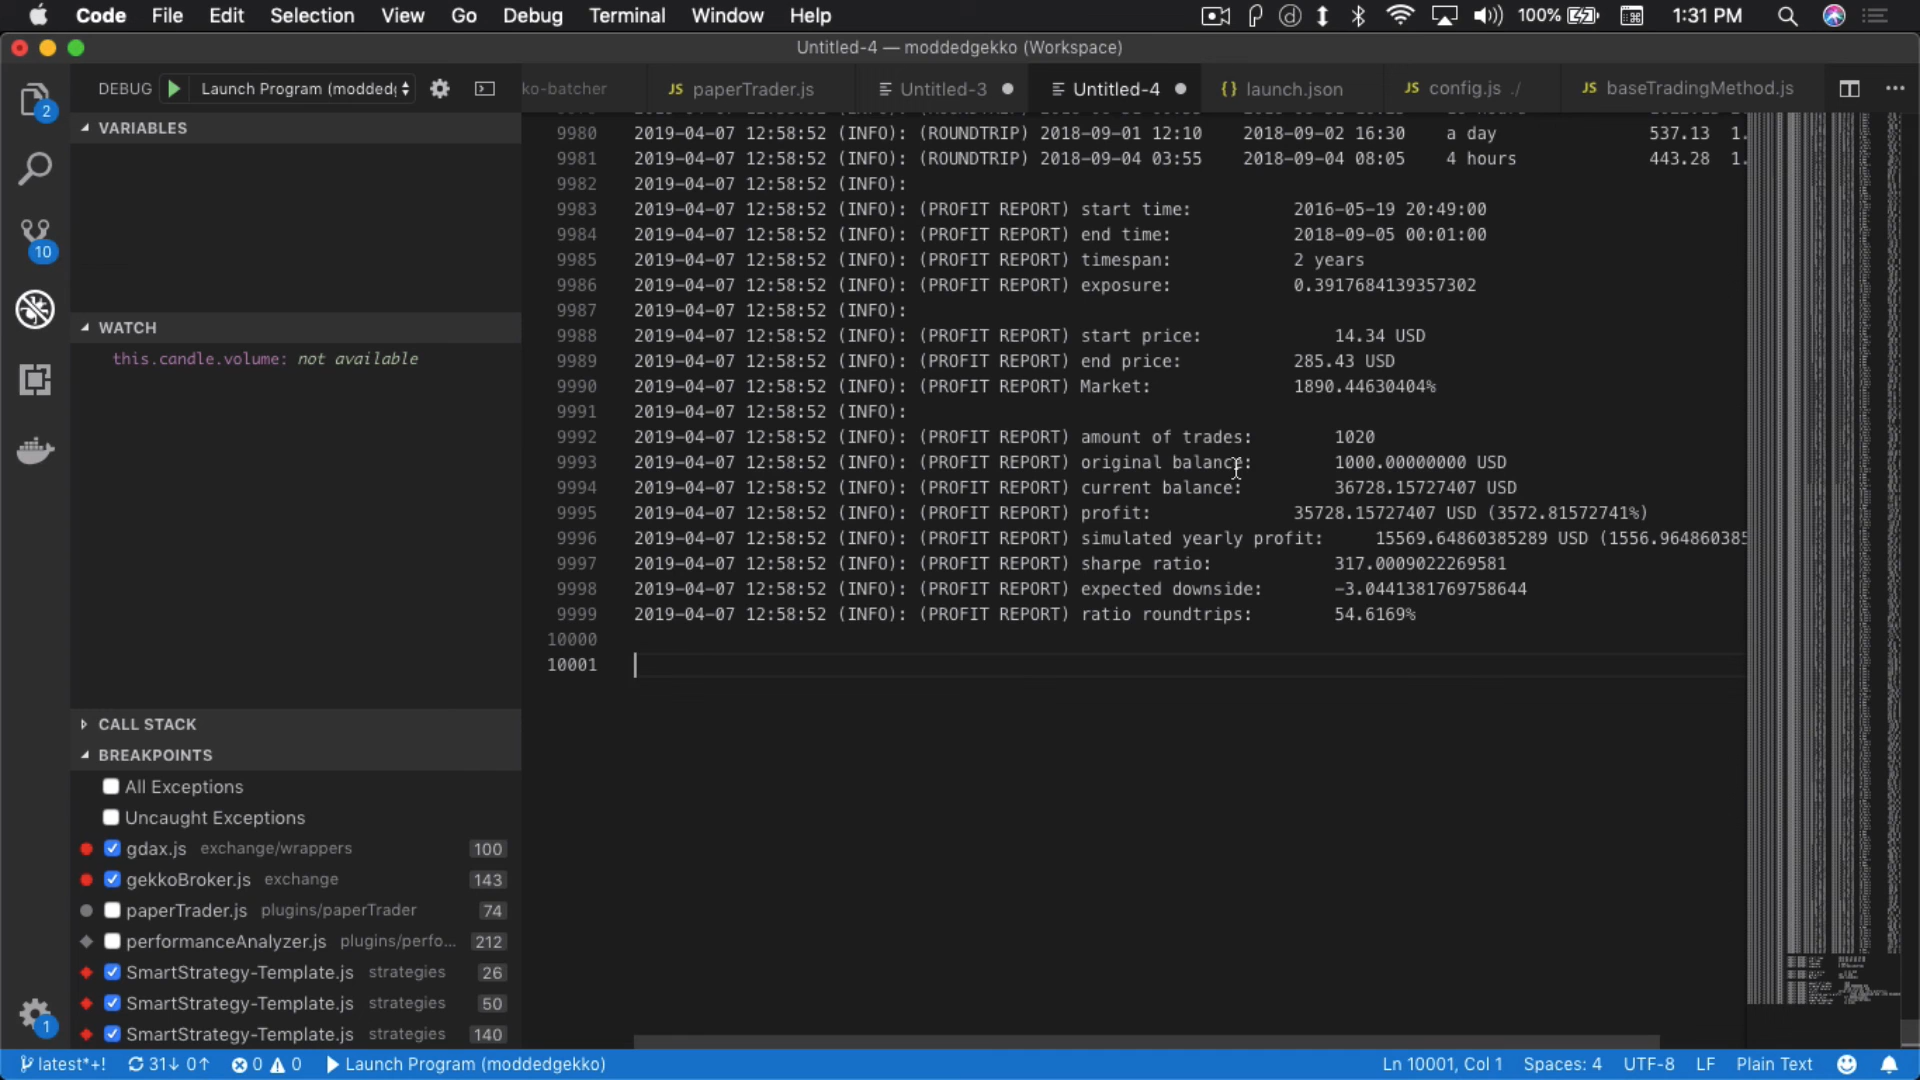 Code File Edit Selection View Go Debug Terminal Window Help 100% 1:31 PM
Untitled-4 — moddedgekko (Workspace)
DEBUG Launch Program (modded
ko-batcher JS paperTrader.js Untitled-3 Untitled-4 {} launch.json JS config.js ./ JS baseTradingMethod.js
VARIABLES
WATCH
this.candle.volume: not available
CALL STACK
BREAKPOINTS
All Exceptions
Uncaught Exceptions
gdax.js exchange/wrappers 100
gekkoBroker.js exchange 143
paperTrader.js plugins/paperTrader 74
performanceAnalyzer.js plugins/perfo... 212
SmartStrategy-Template.js strategies 26
SmartStrategy-Template.js strategies 50
SmartStrategy-Template.js strategies 140
2
10
1
9980 2019-04-07 12:58:52 (INFO): (ROUNDTRIP) 2018-09-01 12:10 2018-09-02 16:30 a day 537.13 1.
9981 2019-04-07 12:58:52 (INFO): (ROUNDTRIP) 2018-09-04 03:55 2018-09-04 08:05 4 hours 443.28 1.
9982 2019-04-07 12:58:52 (INFO):
9983 2019-04-07 12:58:52 (INFO): (PROFIT REPORT) start time: 2016-05-19 20:49:00
9984 2019-04-07 12:58:52 (INFO): (PROFIT REPORT) end time: 2018-09-05 00:01:00
9985 2019-04-07 12:58:52 (INFO): (PROFIT REPORT) timespan: 2 years
9986 2019-04-07 12:58:52 (INFO): (PROFIT REPORT) exposure: 0.3917684139357302
9987 2019-04-07 12:58:52 (INFO):
9988 2019-04-07 12:58:52 (INFO): (PROFIT REPORT) start price: 14.34 USD
9989 2019-04-07 12:58:52 (INFO): (PROFIT REPORT) end price: 285.43 USD
9990 2019-04-07 12:58:52 (INFO): (PROFIT REPORT) Market: 1890.44630404%
9991 2019-04-07 12:58:52 (INFO):
9992 2019-04-07 12:58:52 (INFO): (PROFIT REPORT) amount of trades: 1020
9993 2019-04-07 12:58:52 (INFO): (PROFIT REPORT) original balance: 1000.00000000 USD
9994 2019-04-07 12:58:52 (INFO): (PROFIT REPORT) current balance: 36728.15727407 USD
9995 2019-04-07 12:58:52 (INFO): (PROFIT REPORT) profit: 35728.15727407 USD (3572.81572741%)
9996 2019-04-07 12:58:52 (INFO): (PROFIT REPORT) simulated yearly profit: 15569.64860385289 USD (1556.964860385
9997 2019-04-07 12:58:52 (INFO): (PROFIT REPORT) sharpe ratio: 317.0009022269581
9998 2019-04-07 12:58:52 (INFO): (PROFIT REPORT) expected downside: -3.0441381769758644
9999 2019-04-07 12:58:52 (INFO): (PROFIT REPORT) ratio roundtrips: 54.6169%
10000
10001
latest*+! 31↓ 0↑ 0 0 Launch Program (moddedgekko) Ln 10001, Col 1 Spaces: 4 UTF-8 LF Plain Text